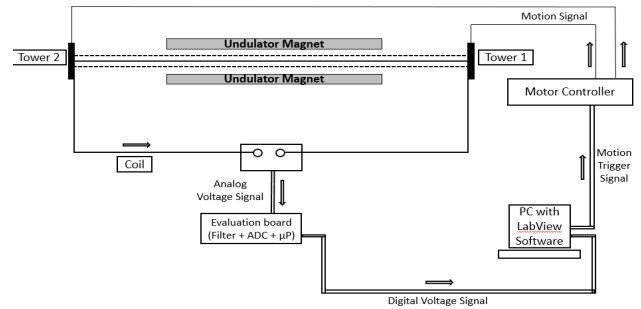 Motion Signal
Undulator Magnet
Tower 2
Tower 1
Undulator Magnet
Motor Controller
Coil
Motion
Trigger
Signal
Analog
Voltage Signal
Evaluation board
(Filter + ADC + µP)
PC with
LabView
Software
Digital Voltage Signal